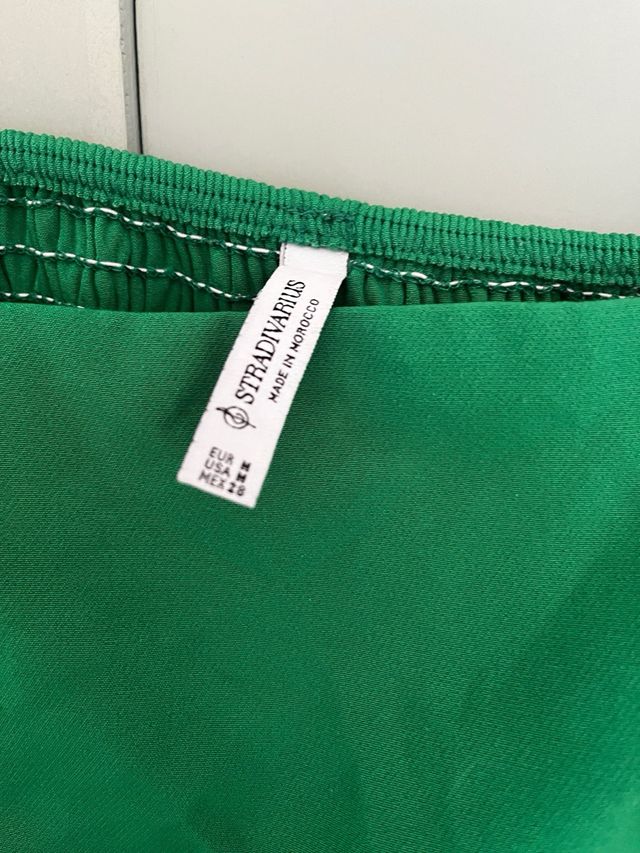 STRADIVARIUS
MADE IN MOROCCO
EUR M
USA M
MEX 28